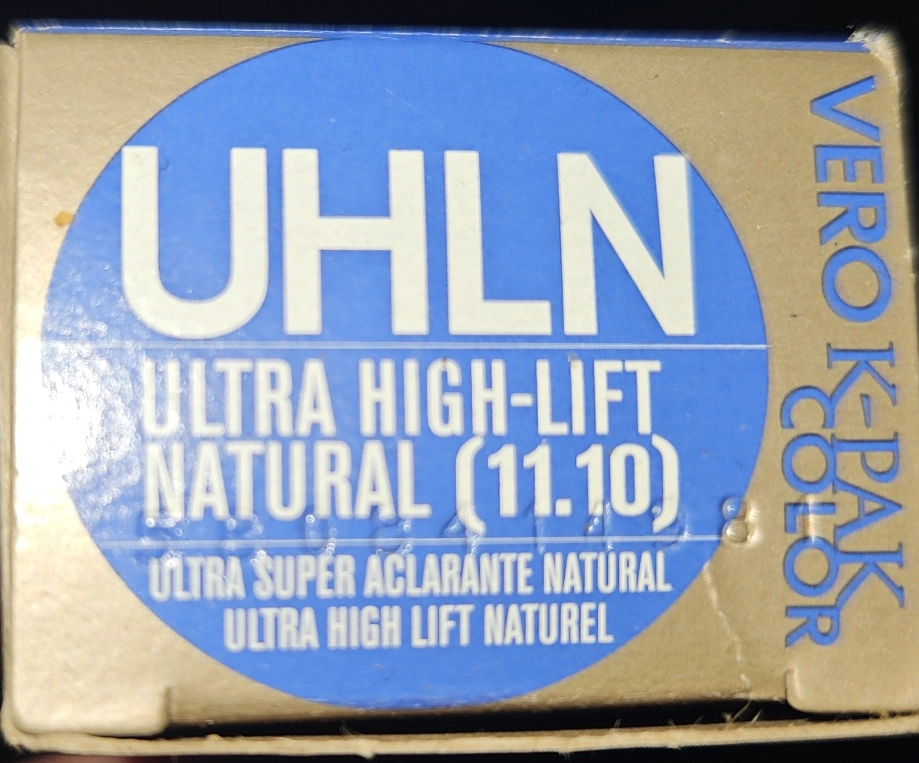 UHLN
ULTRA HIGH-LIFT
NATURAL (11.10)
ULTRA SUPER ACLARANTE NATURAL
ULTRA HIGH LIFT NATUREL
VERO K-PAK
COLOR